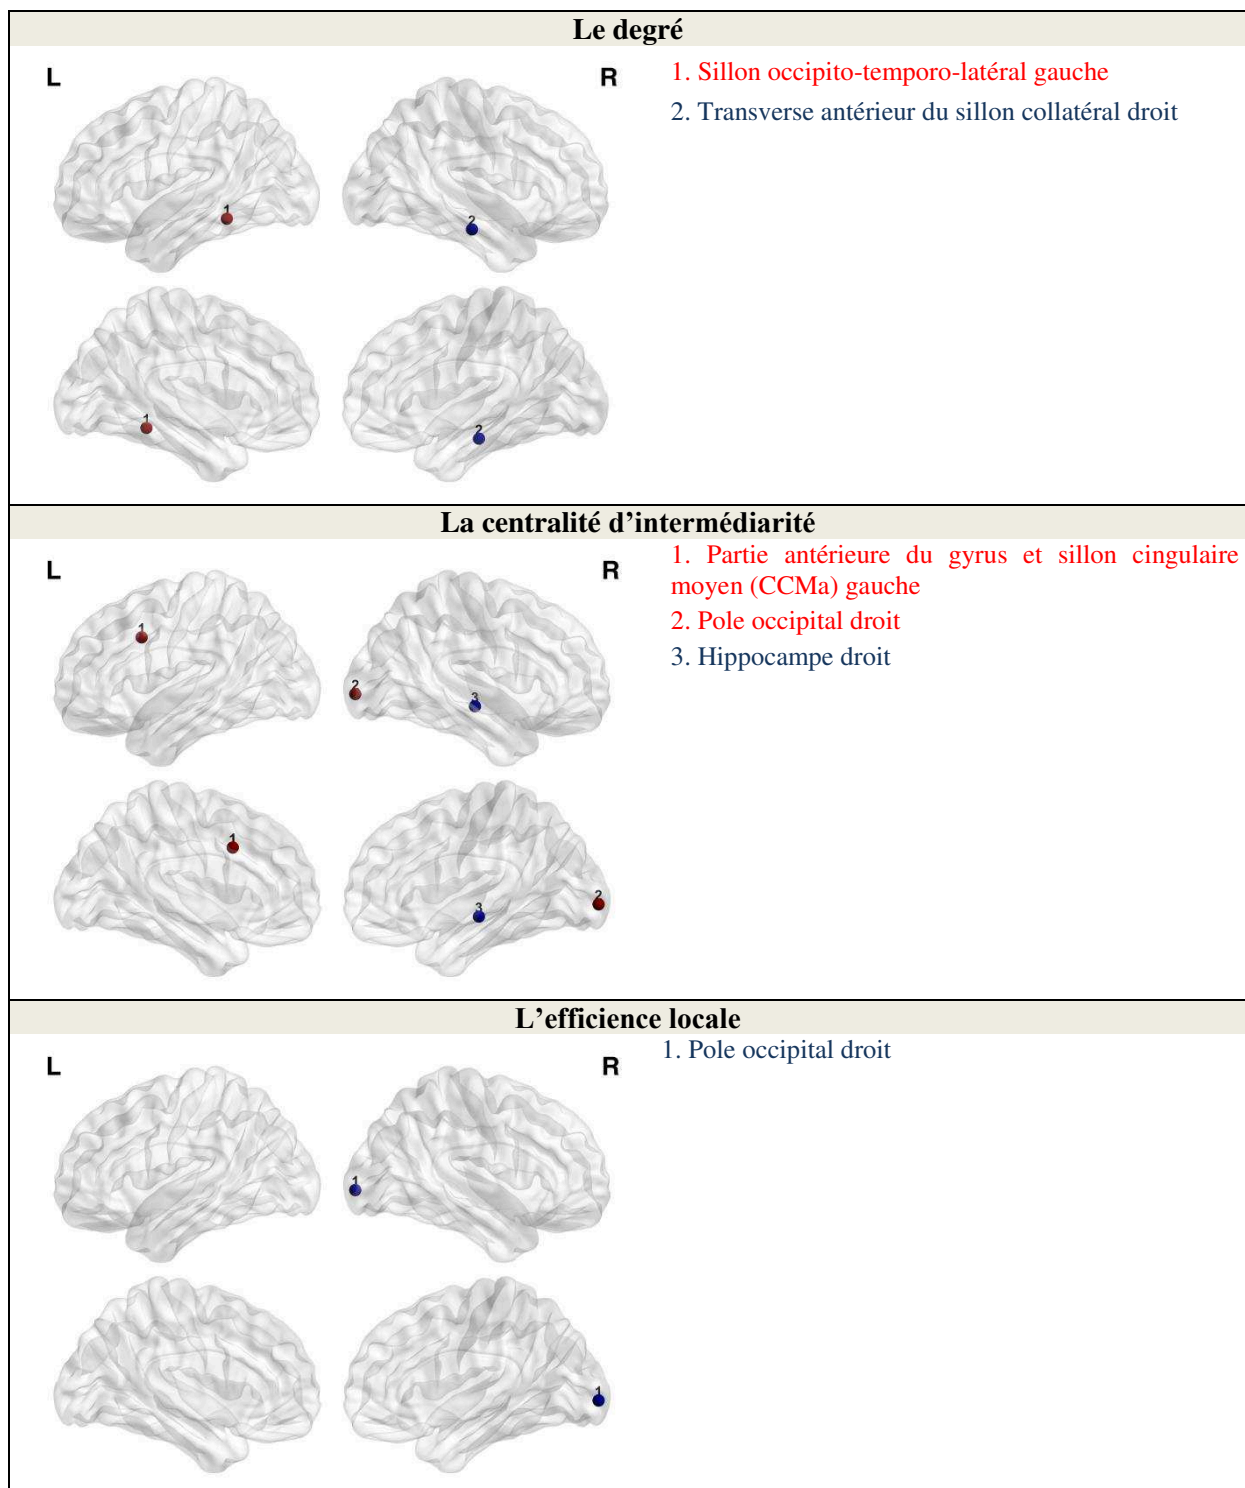 Le degré
L
R
1. Sillon occipito-temporo-latéral gauche
2. Transverse antérieur du sillon collatéral droit
1
2
1
2
La centralité d’intermédiarité
L
R
1. Partie antérieure du gyrus et sillon cingulaire
moyen (CCMa) gauche
2. Pole occipital droit
3. Hippocampe droit
1
2
3
1
3
2
L’efficience locale
L
R
1. Pole occipital droit
1
1